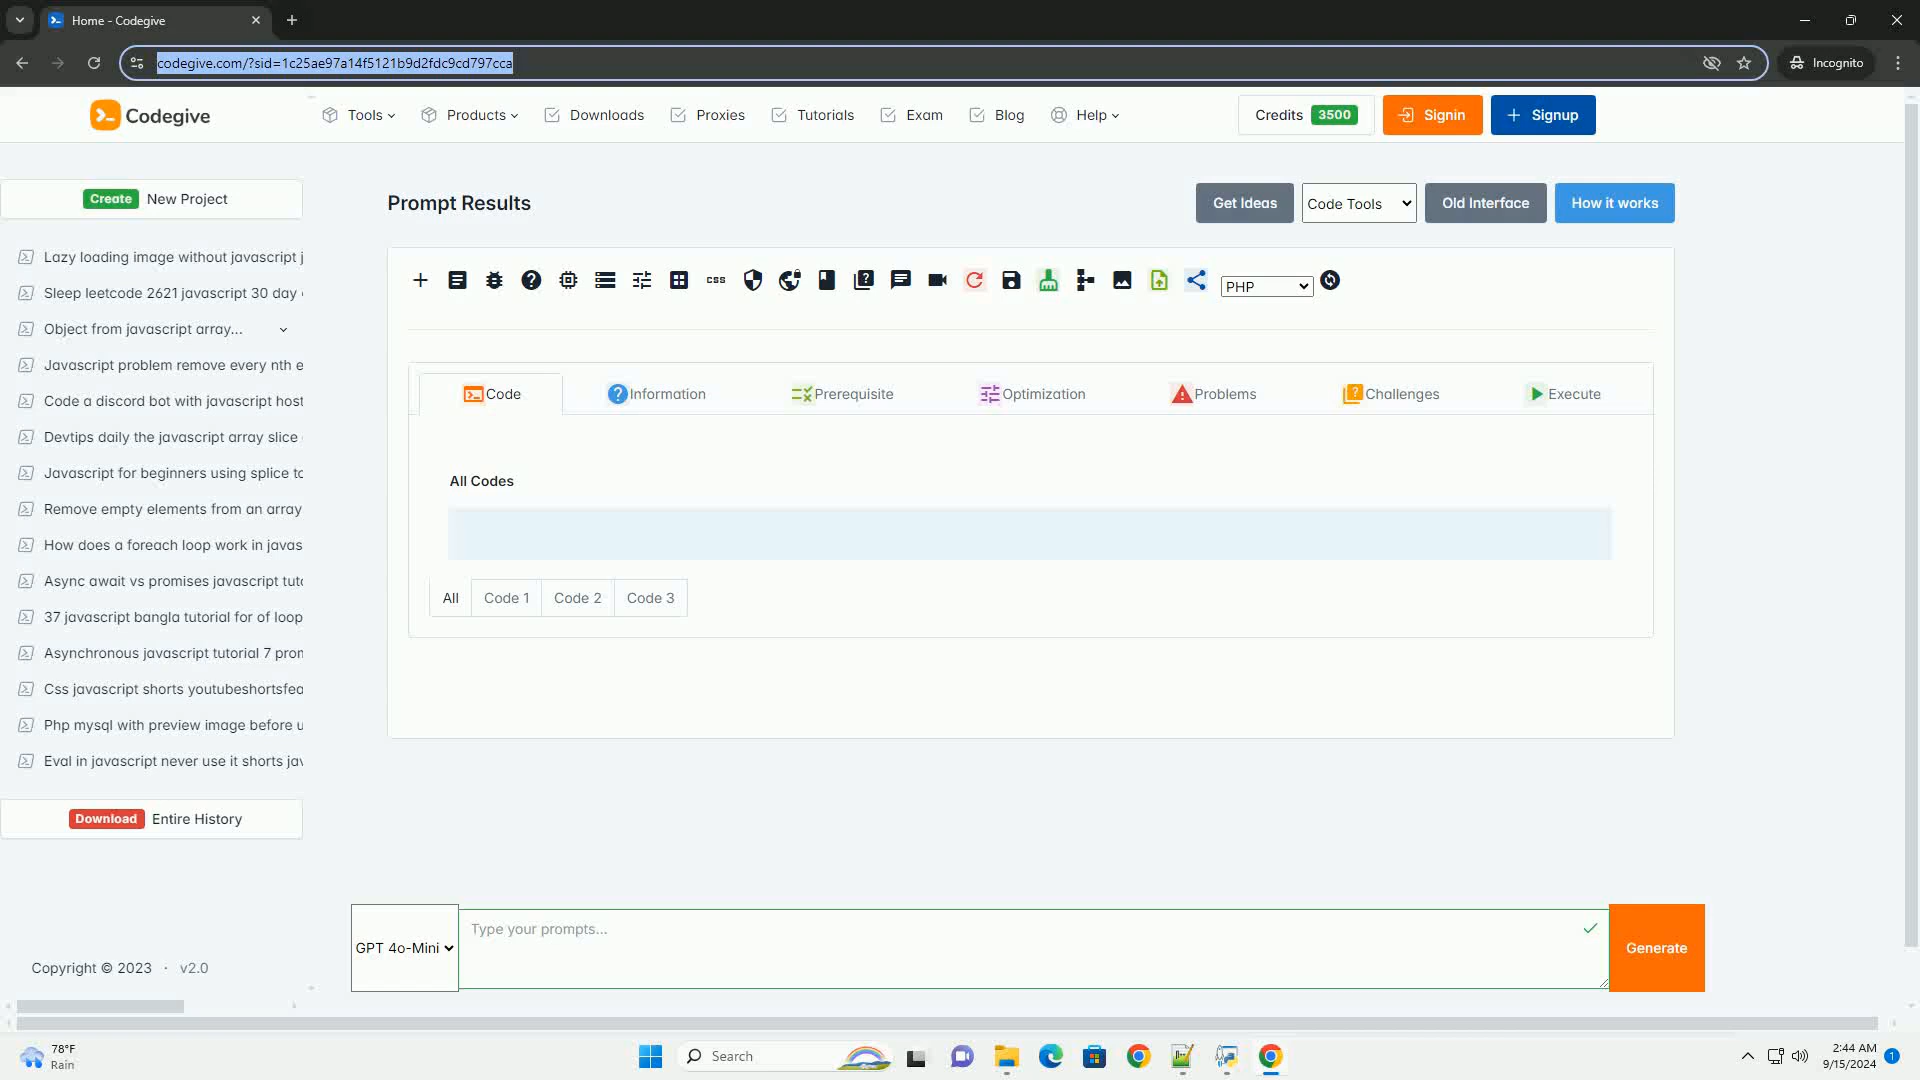 Home - Codegive
codegive.com/?sid=1c25ae97a14f5121b9d2fdc9cd797cca
Incognito
Codegive
Tools
Products
Downloads
Proxies
Tutorials
Exam
Blog
Help
Credits 3500
Signin
Signup
Create New Project
Lazy loading image without javascript j
Sleep leetcode 2621 javascript 30 day
Object from javascript array...
Javascript problem remove every nth e
Code a discord bot with javascript host
Devtips daily the javascript array slice
Javascript for beginners using splice to
Remove empty elements from an array
How does a foreach loop work in javas
Async await vs promises javascript tuto
37 javascript bangla tutorial for of loop
Asynchronous javascript tutorial 7 pron
Css javascript shorts youtubeshortsfea
Php mysql with preview image before u
Eval in javascript never use it shorts jav
Download Entire History
Copyright © 2023 · v2.0
Prompt Results
Get Ideas
Code Tools
Old Interface
How it works
css
PHP
Code
Information
Prerequisite
Optimization
Problems
Challenges
Execute
All Codes
All
Code 1
Code 2
Code 3
GPT 4o-Mini
Type your prompts...
Generate
78°F
Rain
Search
2:44 AM
9/15/2024
1